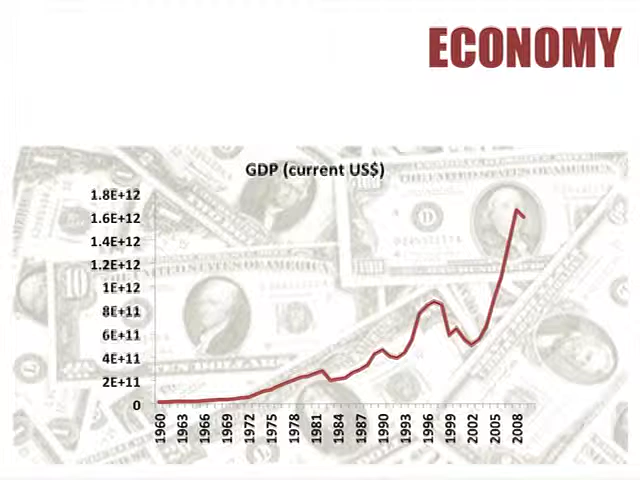 ECONOMY
GDP (current US$)
1.8E+12
1.6E+12
1.4E+12
1.2E+12
1E+12
8E+11
6E+11
4E+11
2E+11
0
1960
1963
1966
1969
1972
1975
1978
1981
1984
1987
1990
1993
1996
1999
2002
2005
2008